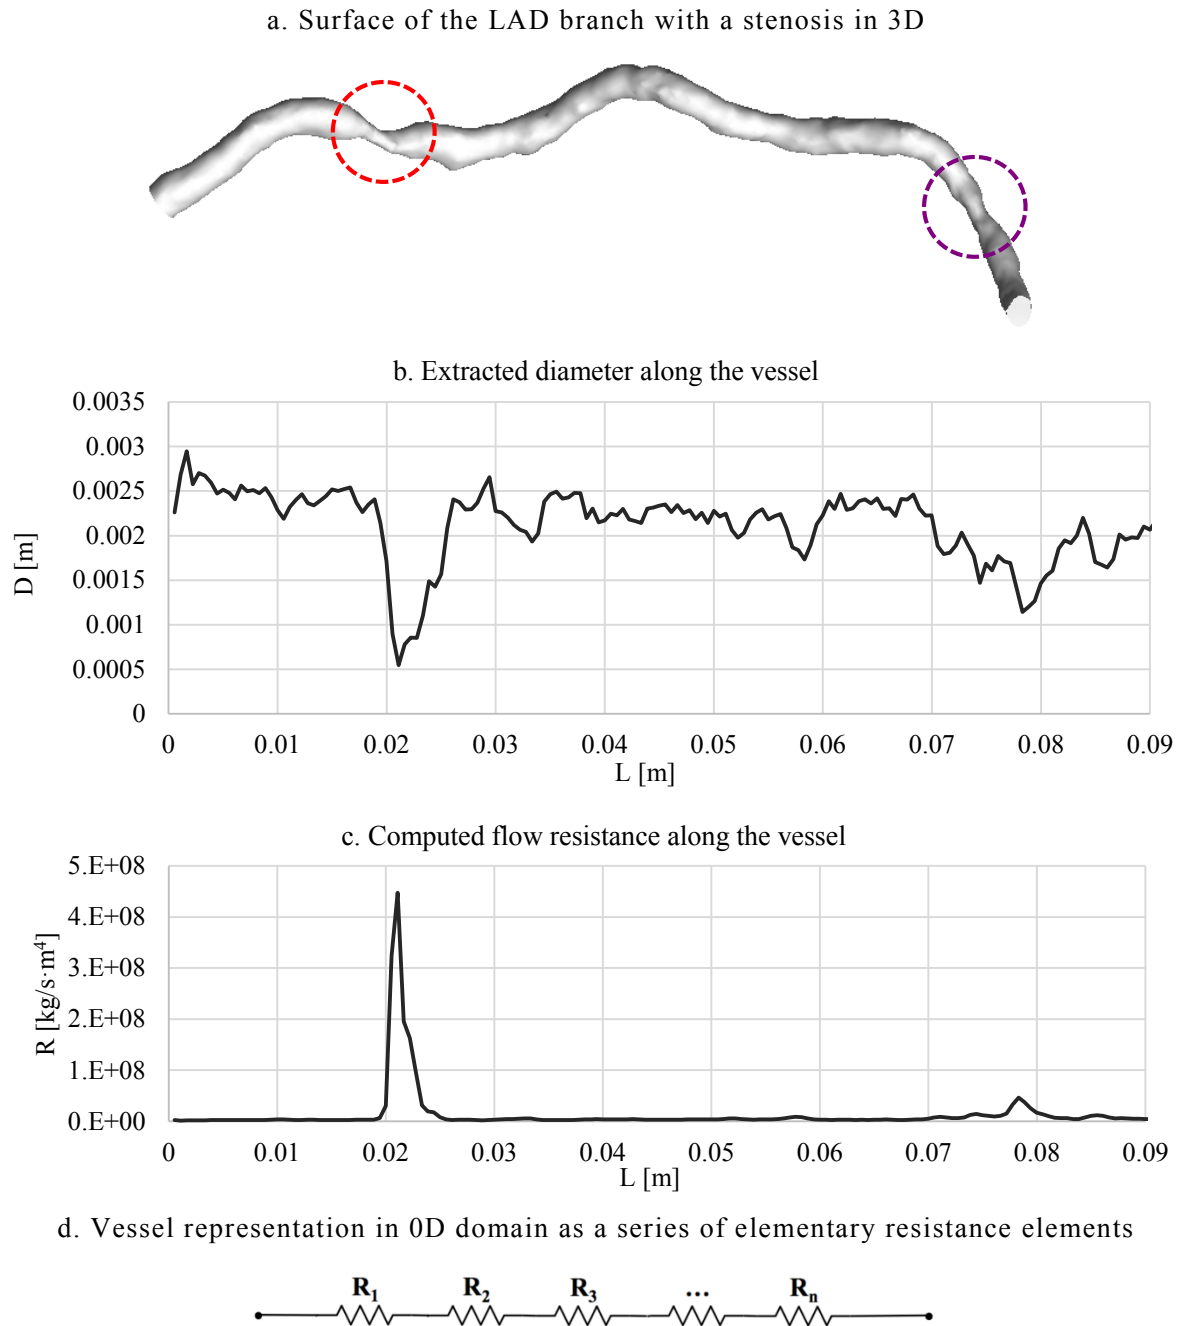 a. Surface of the LAD branch with a stenosis in 3D
b. Extracted diameter along the vessel
0.0035
0.003
0.0025
0.002
0.0015
0.001
0.0005
0
D [m]
0 0.01 0.02 0.03 0.04 0.05 0.06 0.07 0.08 0.09
L [m]
c. Computed flow resistance along the vessel
5.E+08
4.E+08
3.E+08
2.E+08
1.E+08
0.E+00
R [kg/s·m⁴]
0 0.01 0.02 0.03 0.04 0.05 0.06 0.07 0.08 0.09
L [m]
d. Vessel representation in 0D domain as a series of elementary resistance elements
R₁ R₂ R₃ ... Rₙ